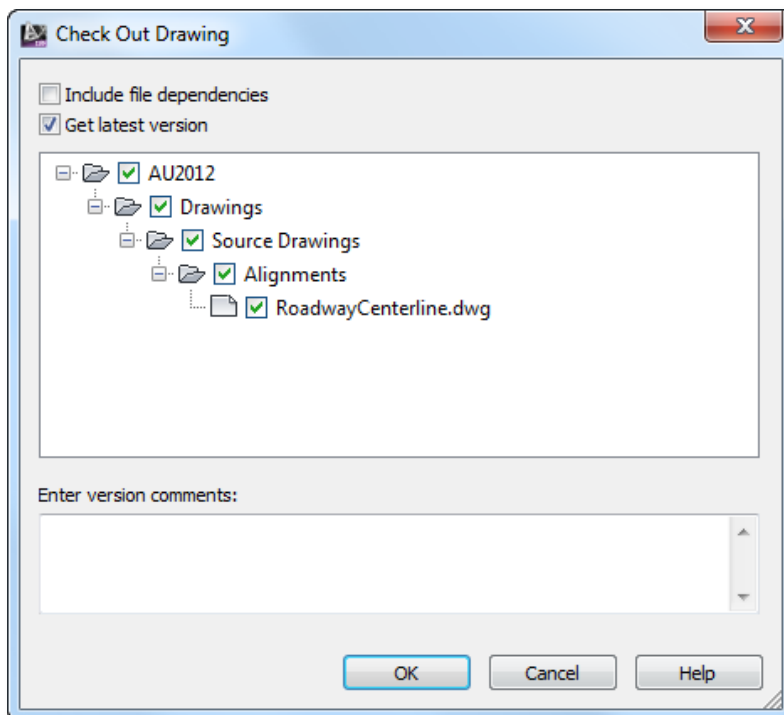 Check Out Drawing
Include file dependencies
Get latest version
AU2012
Drawings
Source Drawings
Alignments
RoadwayCenterline.dwg
Enter version comments:
OK Cancel Help